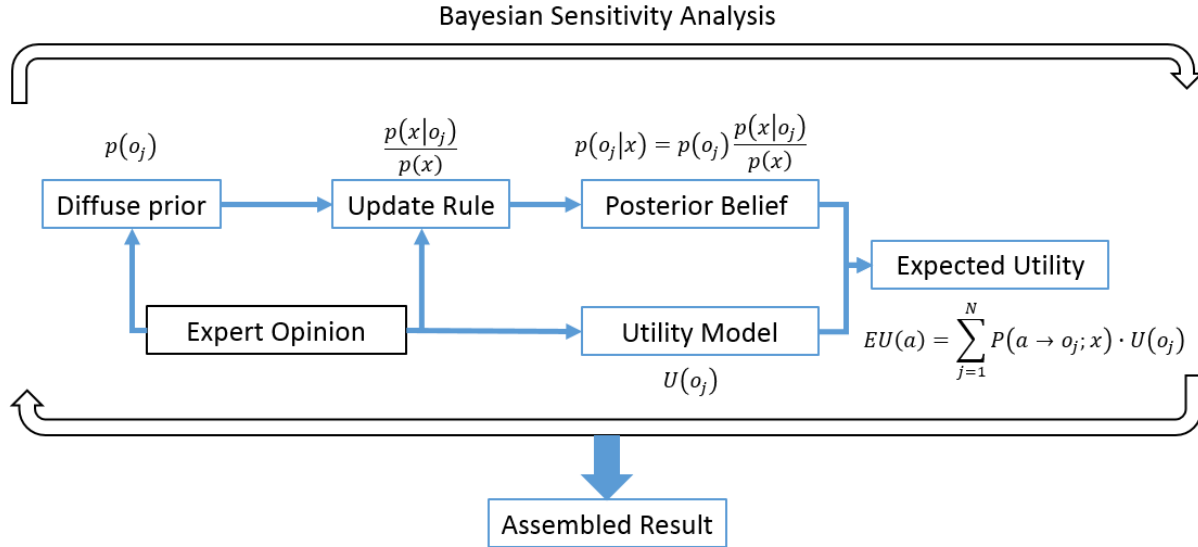 Bayesian Sensitivity Analysis
p(o_j)
p(x|o_j)
p(x)
p(o_j|x) = p(o_j) p(x|o_j)
p(x)
Diffuse prior
Update Rule
Posterior Belief
Expected Utility
Expert Opinion
Utility Model
EU(a) = ∑_{j=1}^{N} P(a → o_j; x) · U(o_j)
U(o_j)
Assembled Result